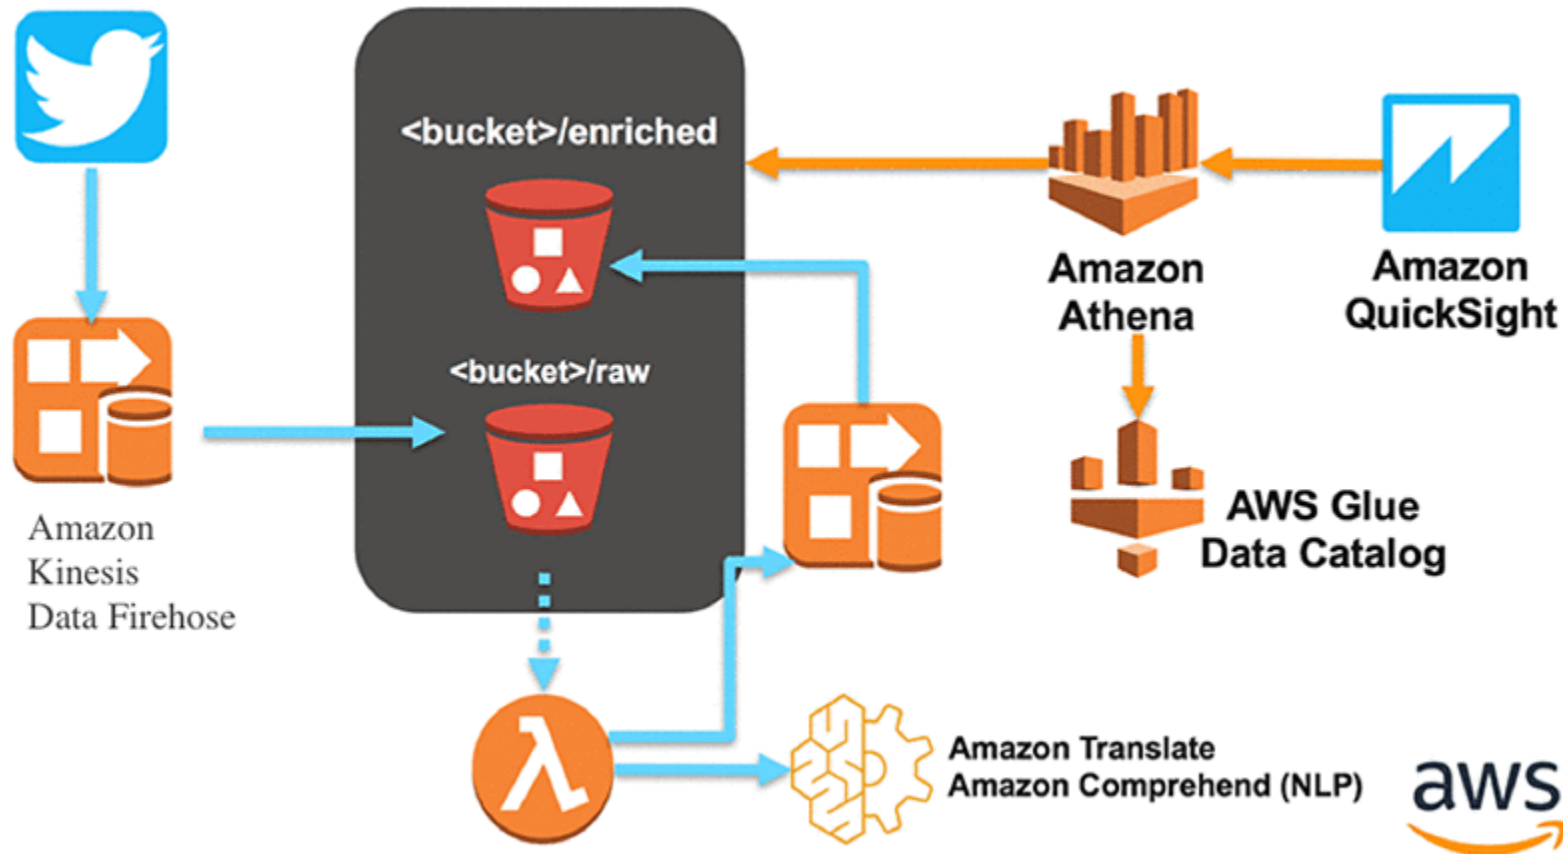 <bucket>/enriched
<bucket>/raw
Amazon
Kinesis
Data Firehose
Amazon
Athena
Amazon
QuickSight
AWS Glue
Data Catalog
λ
Amazon Translate
Amazon Comprehend (NLP)
aws